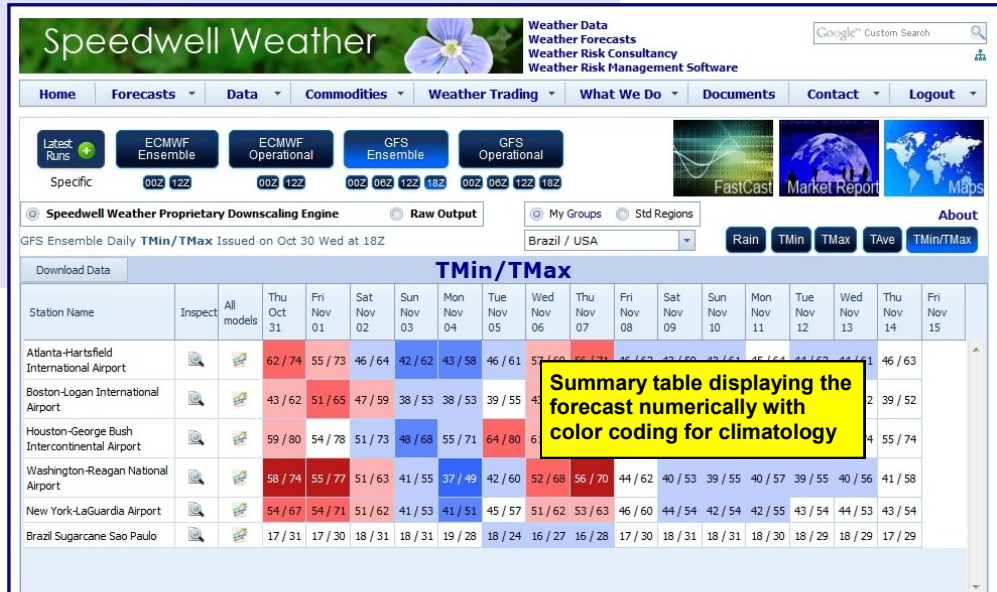 Speedwell Weather
Weather Data
Weather Forecasts
Weather Risk Consultancy
Weather Risk Management Software
Google™ Custom Search
Home Forecasts Data Commodities Weather Trading What We Do Documents Contact Logout
Latest Runs
ECMWF Ensemble
ECMWF Operational
GFS Ensemble
GFS Operational
Specific 00Z 12Z 00Z 12Z 00Z 06Z 12Z 18Z 00Z 06Z 12Z 18Z
FastCast Market Report Maps
Speedwell Weather Proprietary Downscaling Engine Raw Output My Groups Std Regions About
GFS Ensemble Daily TMin/TMax Issued on Oct 30 Wed at 18Z Brazil / USA Rain TMin TMax TAve TMin/TMax
Download Data TMin/TMax
Station Name Inspect All models Thu Oct 31 Fri Nov 01 Sat Nov 02 Sun Nov 03 Mon Nov 04 Tue Nov 05 Wed Nov 06 Thu Nov 07 Fri Nov 08 Sat Nov 09 Sun Nov 10 Mon Nov 11 Tue Nov 12 Wed Nov 13 Thu Nov 14 Fri Nov 15
Atlanta-Hartsfield International Airport 62 / 74 55 / 73 46 / 64 42 / 62 43 / 58 46 / 61 46 / 63
Boston-Logan International Airport 43 / 62 51 / 65 47 / 59 38 / 53 38 / 53 39 / 55 39 / 52
Houston-George Bush Intercontinental Airport 59 / 80 54 / 78 51 / 73 48 / 68 55 / 71 64 / 80 55 / 74
Summary table displaying the
forecast numerically with
color coding for climatology
Washington-Reagan National Airport 58 / 74 55 / 77 51 / 63 41 / 55 37 / 49 42 / 60 52 / 68 56 / 70 44 / 62 40 / 53 39 / 55 40 / 57 39 / 55 40 / 56 41 / 58
New York-LaGuardia Airport 54 / 67 54 / 71 51 / 62 41 / 53 41 / 51 45 / 57 51 / 62 53 / 63 46 / 60 44 / 54 42 / 54 42 / 55 43 / 54 44 / 53 43 / 54
Brazil Sugarcane Sao Paulo 17 / 31 17 / 30 18 / 31 18 / 31 19 / 28 18 / 24 16 / 27 16 / 28 17 / 30 18 / 31 18 / 31 18 / 30 18 / 29 18 / 29 17 / 29